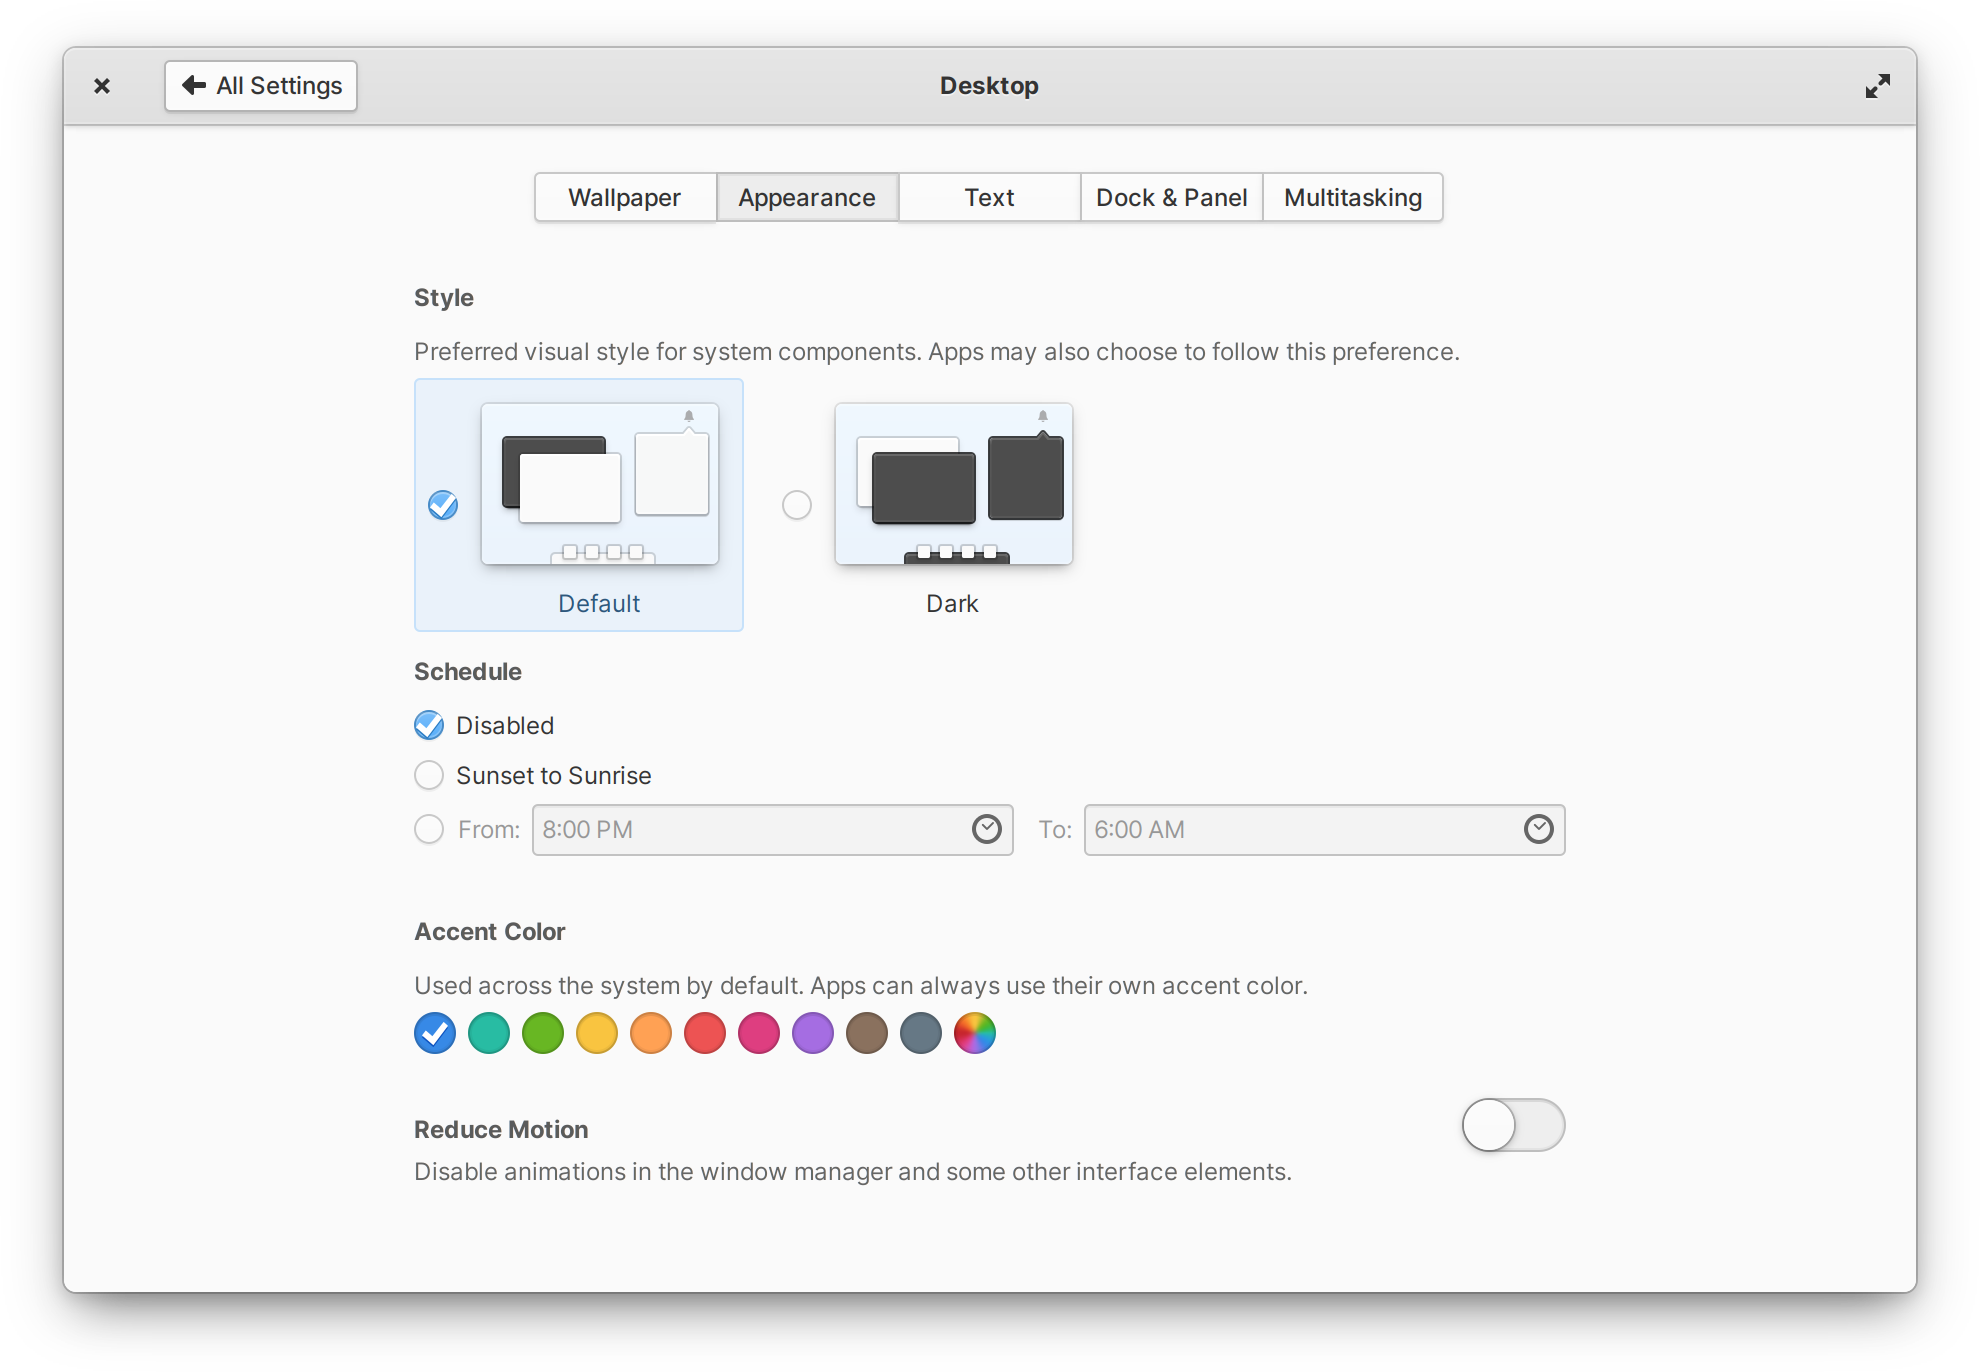 All Settings
Desktop
Wallpaper
Appearance
Text
Dock & Panel
Multitasking
Style
Preferred visual style for system components. Apps may also choose to follow this preference.
Default
Dark
Schedule
Disabled
Sunset to Sunrise
From: 8:00 PM To: 6:00 AM
Accent Color
Used across the system by default. Apps can always use their own accent color.
Reduce Motion
Disable animations in the window manager and some other interface elements.